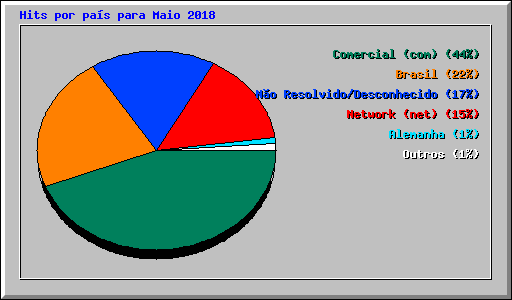 Hits por país para Maio 2018
Comercial (com) (44%)
Brasil (22%)
Não Resolvido/Desconhecido (17%)
Network (net) (15%)
Alemanha (1%)
Outros (1%)